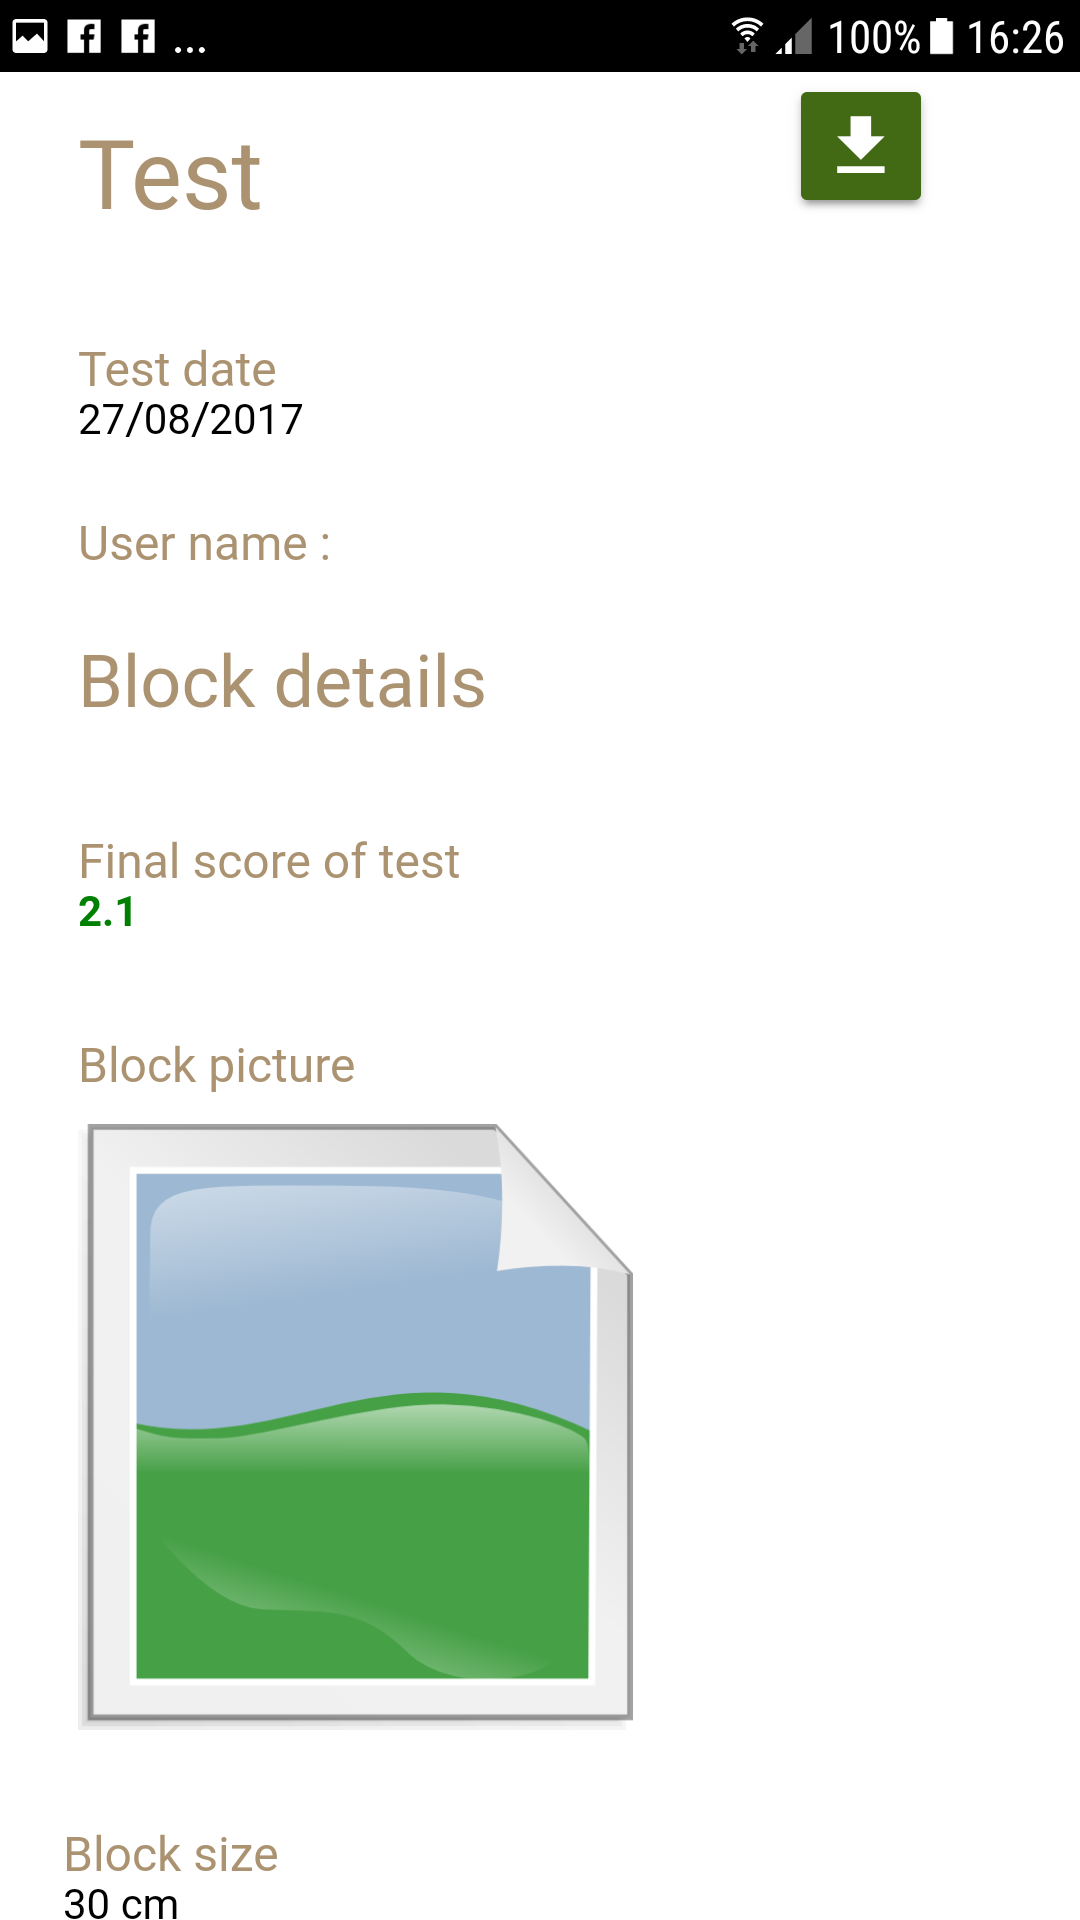 ... 100% 16:26
Test
Test date
27/08/2017
User name :
Block details
Final score of test
2.1
Block picture
Block size
30 cm